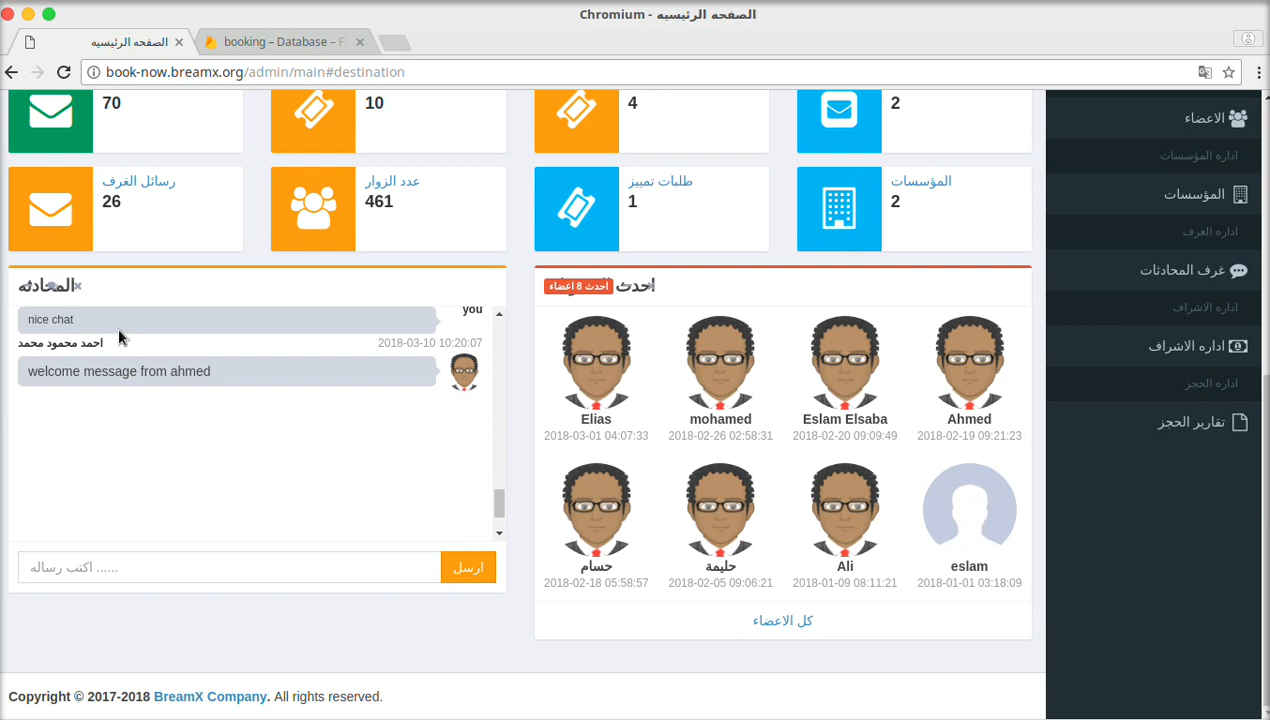 الصفحه الرئيسيه - Chromium
الصفحه الرئيسيه
booking – Database – Fi
book-now.breamx.org/admin/main#destination
70
10
4
2
رسائل الغرف
26
عدد الزوار
461
طلبات تمييز
1
المؤسسات
2
الاعضاء
اداره المؤسسات
المؤسسات
اداره الغرف
غرف المحادثات
اداره الاشراف
اداره الاشراف
اداره الحجز
تقارير الحجز
المحادثه
you
nice chat
احمد محمود محمد
2018-03-10 10:20:07
welcome message from ahmed
اكتب رساله ......
ارسل
احدث
احدث 8 اعضاء
Elias
2018-03-01 04:07:33
mohamed
2018-02-26 02:58:31
Eslam Elsaba
2018-02-20 09:09:49
Ahmed
2018-02-19 09:21:23
حسام
2018-02-18 05:58:57
حليمة
2018-02-05 09:06:21
Ali
2018-01-09 08:11:21
eslam
2018-01-01 03:18:09
كل الاعضاء
Copyright © 2017-2018 BreamX Company. All rights reserved.